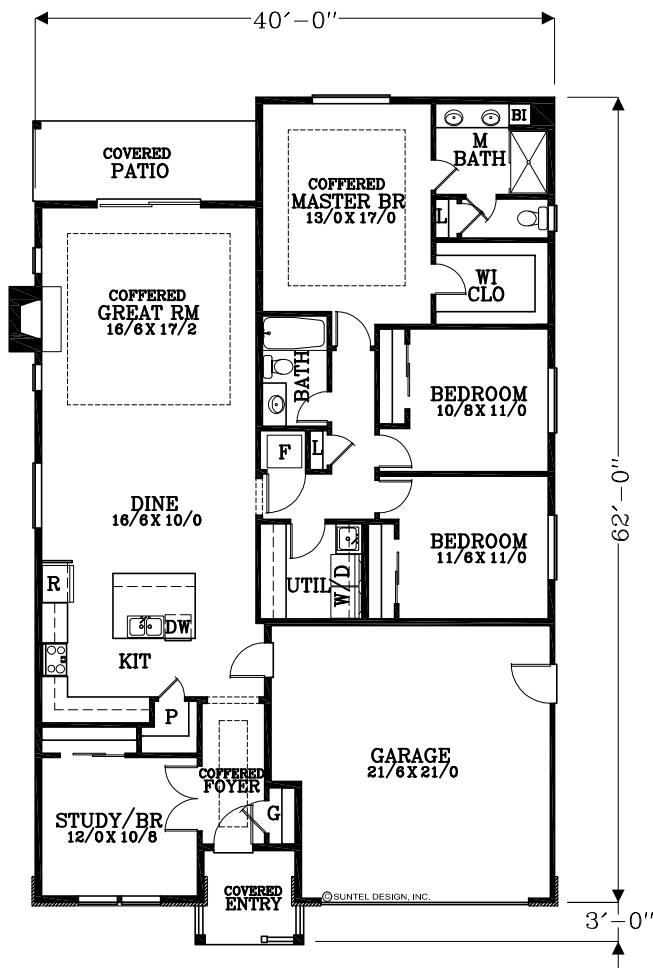 40'-0"
BI
M
BATH
COVERED
PATIO
COFFERED
MASTER BR
13/0 X 17/0
L
WI
CLO
COFFERED
GREAT RM
16/6 X 17/2
BATH
BEDROOM
10/8 X 11/0
F
L
DINE
16/6 X 10/0
62'-0"
BEDROOM
11/6 X 11/0
R
UTIL
W/D
DW
KIT
P
GARAGE
21/6 X 21/0
COFFERED
FOYER
G
STUDY/BR
12/0 X 10/8
COVERED
ENTRY
©SUNTEL DESIGN, INC.
3'-0"